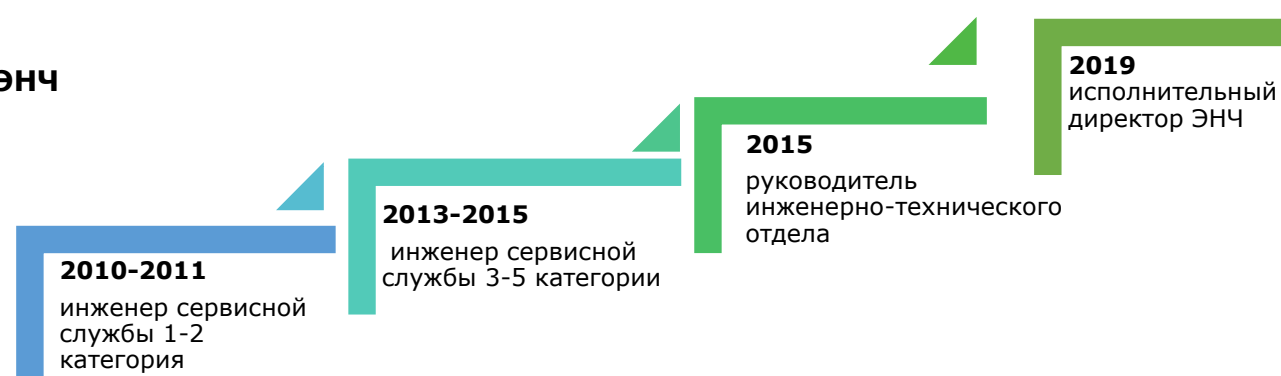 ЭНЧ
2010-2011
инженер сервисной
службы 1-2
категория
2013-2015
инженер сервисной
службы 3-5 категории
2015
руководитель
инженерно-технического
отдела
2019
исполнительный
директор ЭНЧ